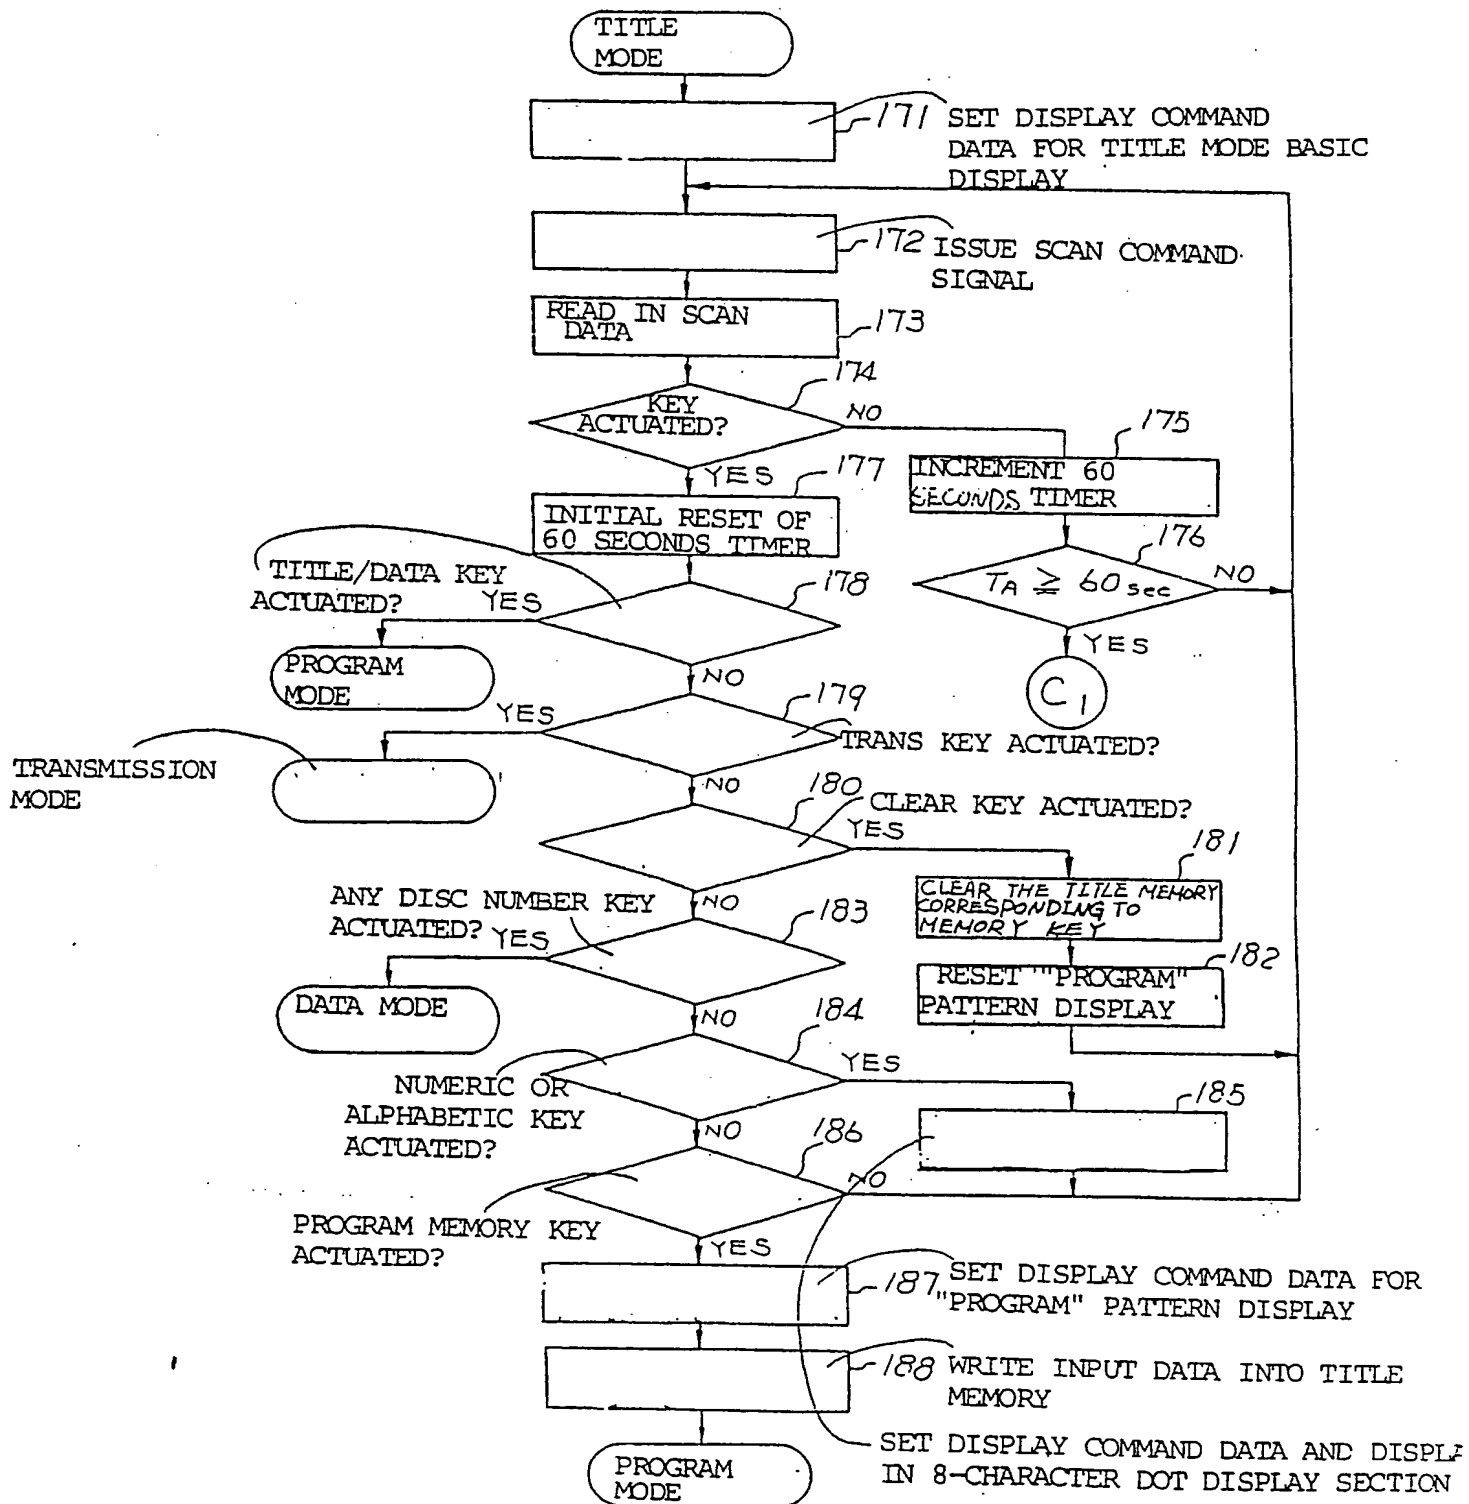 TITLE
MODE
171 SET DISPLAY COMMAND
DATA FOR TITLE MODE BASIC
DISPLAY
172 ISSUE SCAN COMMAND
SIGNAL
READ IN SCAN
DATA
173
174
KEY
ACTUATED?
NO
175
INCREMENT 60
SECONDS TIMER
YES
177
INITIAL RESET OF
60 SECONDS TIMER
176
TA ≧ 60 sec
NO
YES
C1
TITLE/DATA KEY
ACTUATED?
YES
178
PROGRAM
MODE
NO
179
YES
TRANS KEY ACTUATED?
TRANSMISSION
MODE
NO
180
CLEAR KEY ACTUATED?
YES
181
CLEAR THE TITLE MEMORY
CORRESPONDING TO
MEMORY KEY
182
RESET "PROGRAM"
PATTERN DISPLAY
NO
ANY DISC NUMBER KEY
ACTUATED?
YES
183
DATA MODE
NO
184
YES
NUMERIC OR
ALPHABETIC KEY
ACTUATED?
185
NO
186
NO
PROGRAM MEMORY KEY
ACTUATED?
YES
187 SET DISPLAY COMMAND DATA FOR
"PROGRAM" PATTERN DISPLAY
188 WRITE INPUT DATA INTO TITLE
MEMORY
SET DISPLAY COMMAND DATA AND DISPLA
IN 8-CHARACTER DOT DISPLAY SECTION
PROGRAM
MODE